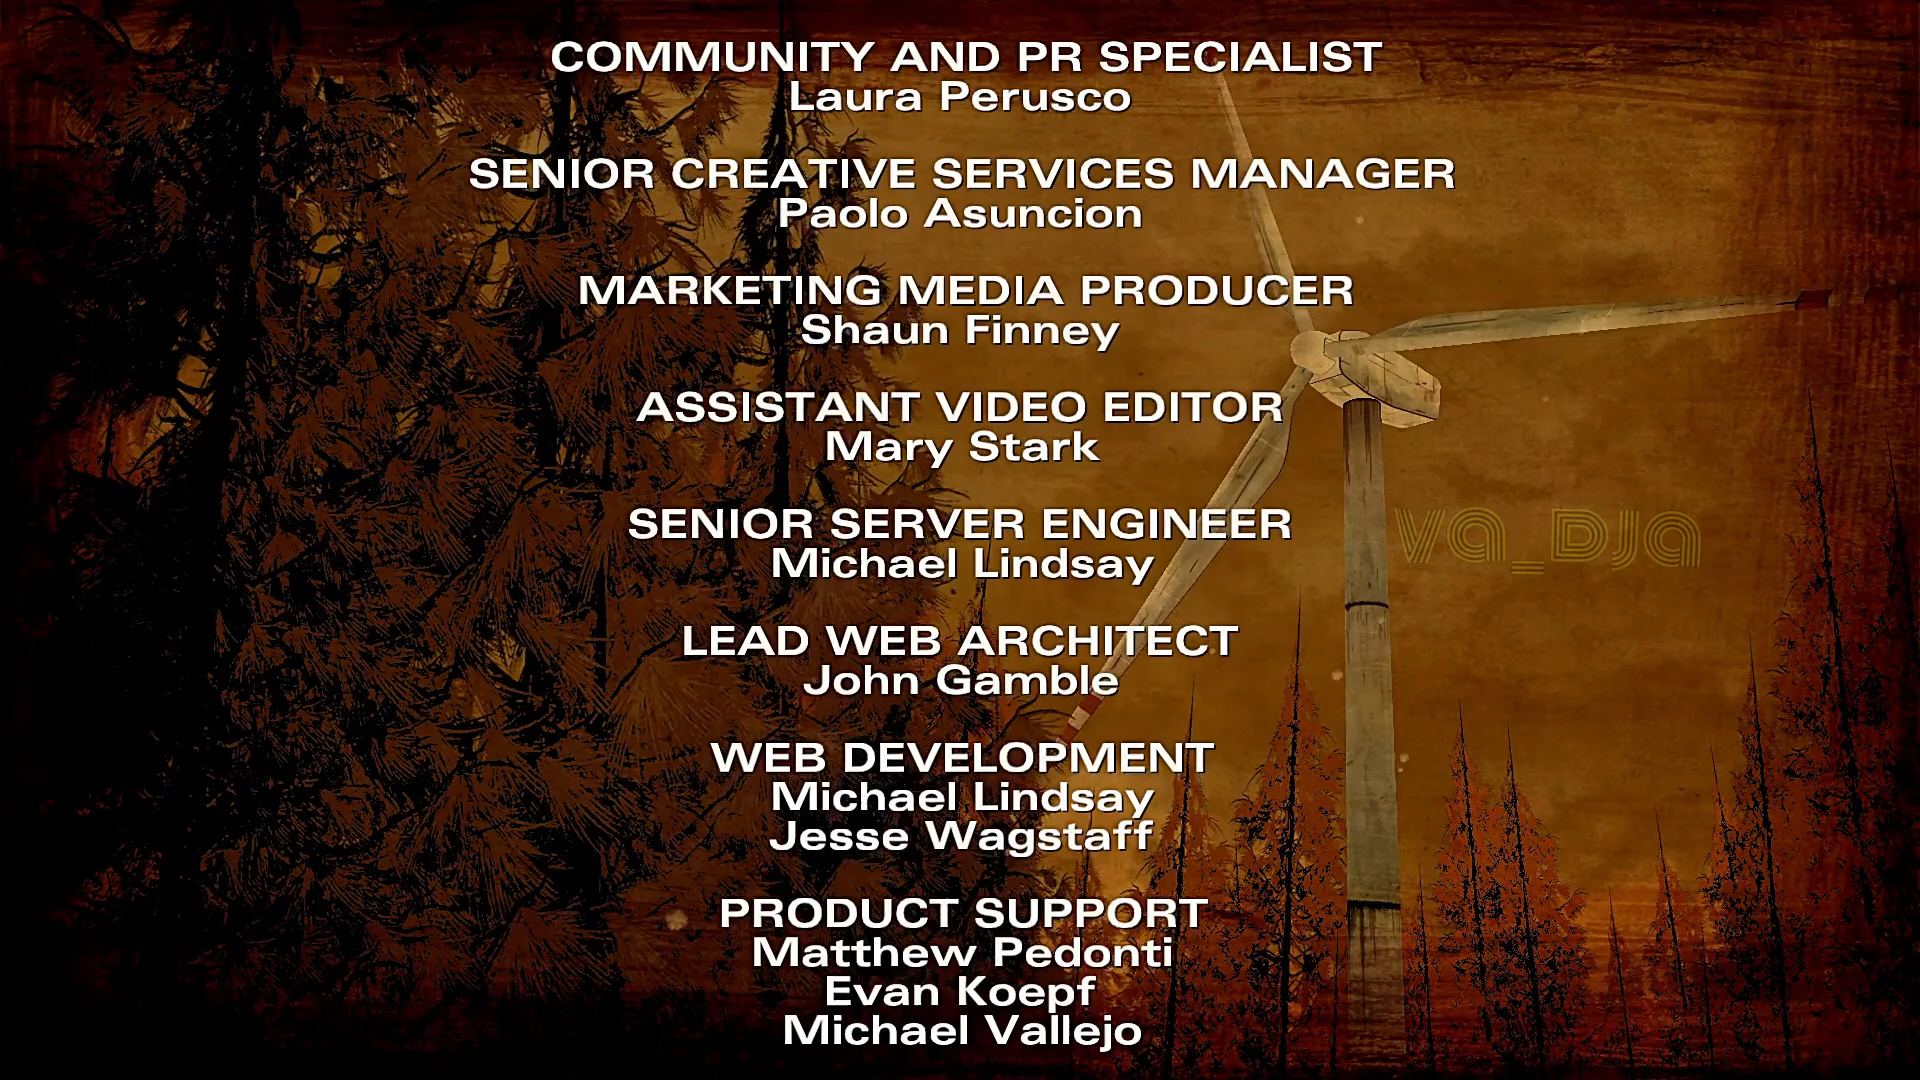 COMMUNITY AND PR SPECIALIST
Laura Perusco
SENIOR CREATIVE SERVICES MANAGER
Paolo Asuncion
MARKETING MEDIA PRODUCER
Shaun Finney
ASSISTANT VIDEO EDITOR
Mary Stark
SENIOR SERVER ENGINEER
Michael Lindsay
va_DJa
LEAD WEB ARCHITECT
John Gamble
WEB DEVELOPMENT
Michael Lindsay
Jesse Wagstaff
PRODUCT SUPPORT
Matthew Pedonti
Evan Koepf
Michael Vallejo